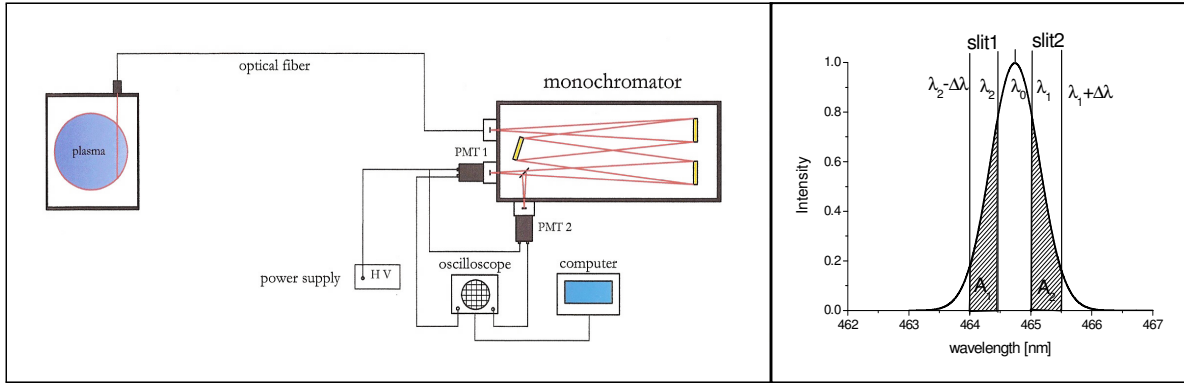 optical fiber
monochromator
plasma
PMT 1
PMT 2
power supply
H V
oscilloscope
computer
slit1 slit2
λ₂-Δλ λ₂ λ₀ λ₁ λ₁+Δλ
Intensity
1.0
0.8
0.6
0.4
0.2
0.0
A₁ A₂
462 463 464 465 466 467
wavelength [nm]